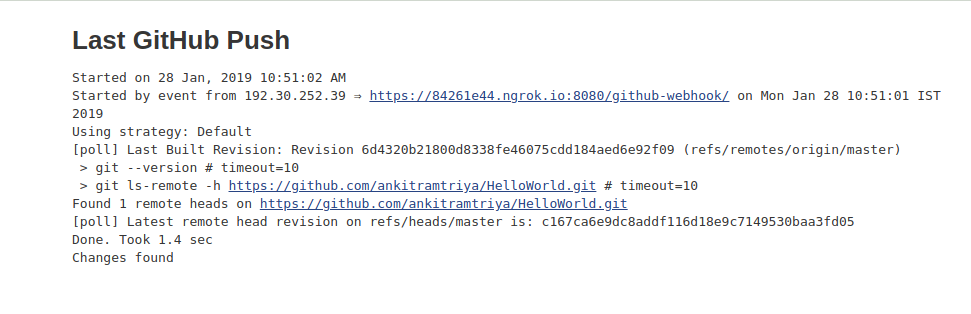 Last GitHub Push
Started on 28 Jan, 2019 10:51:02 AM
Started by event from 192.30.252.39 ⇒ https://84261e44.ngrok.io:8080/github-webhook/ on Mon Jan 28 10:51:01 IST
2019
Using strategy: Default
[poll] Last Built Revision: Revision 6d4320b21800d8338fe46075cdd184aed6e92f09 (refs/remotes/origin/master)
 > git --version # timeout=10
 > git ls-remote -h https://github.com/ankitramtriya/HelloWorld.git # timeout=10
Found 1 remote heads on https://github.com/ankitramtriya/HelloWorld.git
[poll] Latest remote head revision on refs/heads/master is: c167ca6e9dc8addf116d18e9c7149530baa3fd05
Done. Took 1.4 sec
Changes found